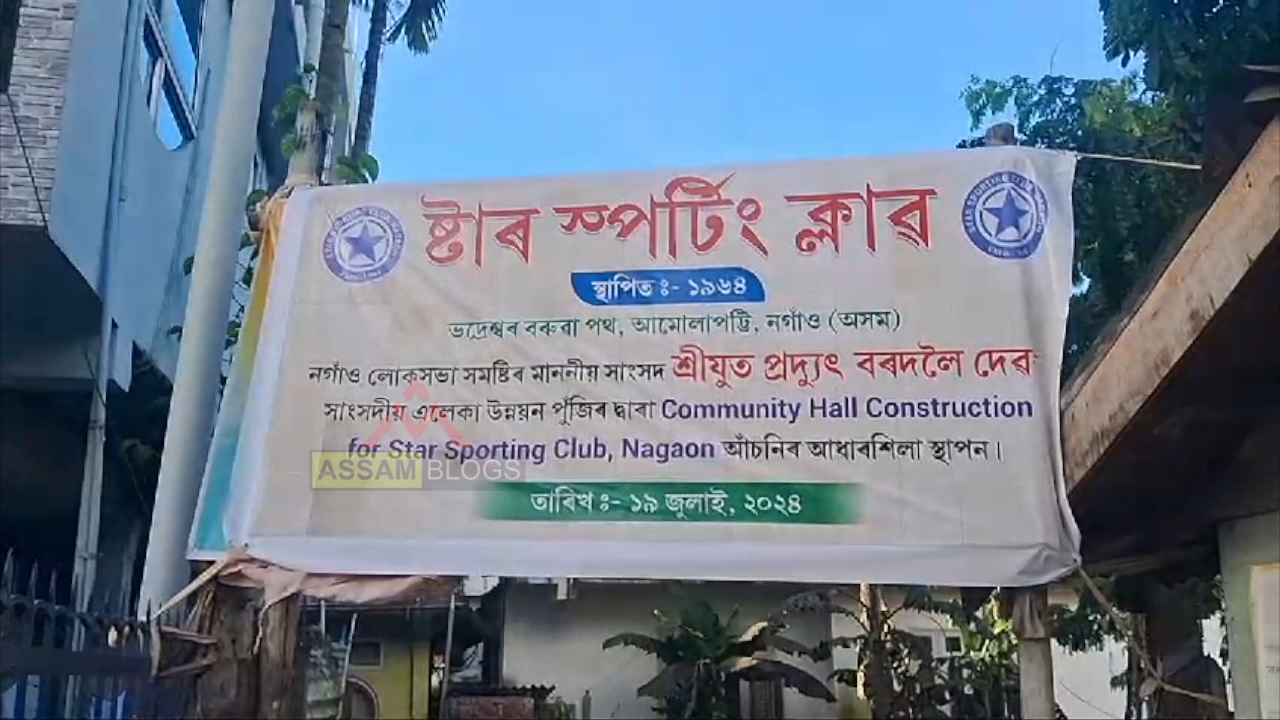 ষ্টাৰ স্পৰ্টিং ক্লাৱ
স্থাপিত ঃ- ১৯৬৪
ভদ্ৰেশ্বৰ বৰুৱা পথ, আমোলাপট্টি, নগাঁও (অসম)
নগাঁও লোকসভা সমষ্টিৰ মাননীয় সাংসদ শ্ৰীযুত প্ৰদ্যুৎ বৰদলৈ দেৱৰ
সাংসদীয় এলেকা উন্নয়ন পুঁজিৰ দ্বাৰা Community Hall Construction
for Star Sporting Club, Nagaon আঁচনিৰ আধাৰশিলা স্থাপন।
ASSAM BLOGS
তাৰিখ ঃ- ১৯ জুলাই, ২০২৪